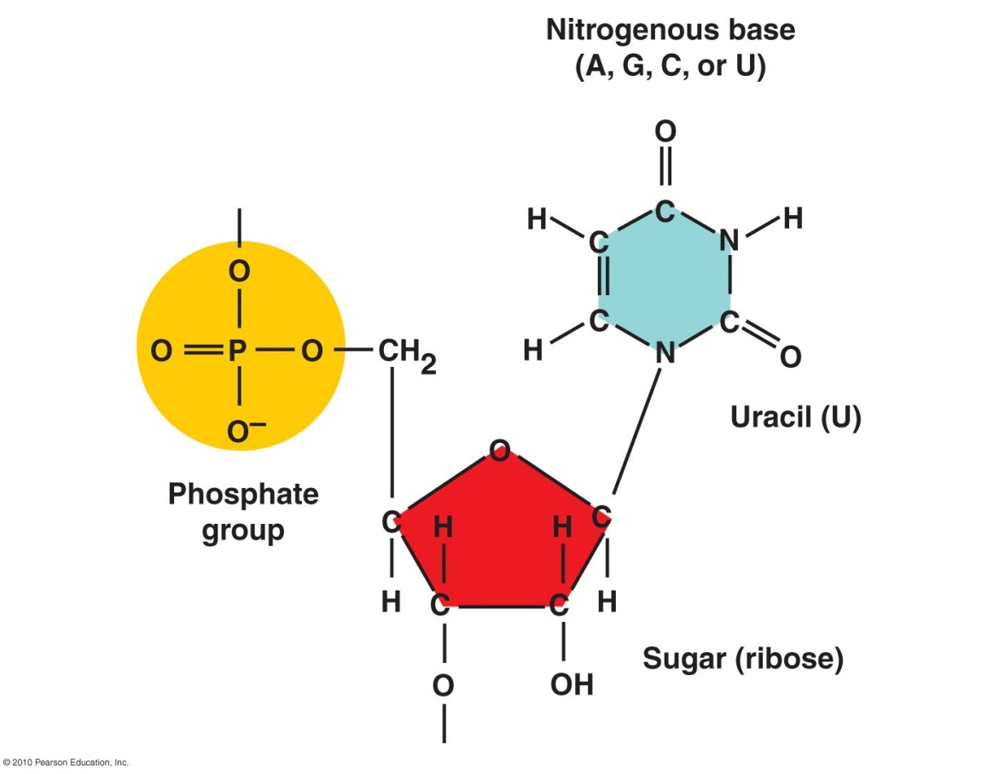 Nitrogenous base
(A, G, C, or U)
O
H
C
H
C
N
O
C
C
O
P
O
CH₂
H
N
O
O⁻
Uracil (U)
O
Phosphate
group
C
H
H
C
H
C
C
H
Sugar (ribose)
O
OH
© 2010 Pearson Education, Inc.